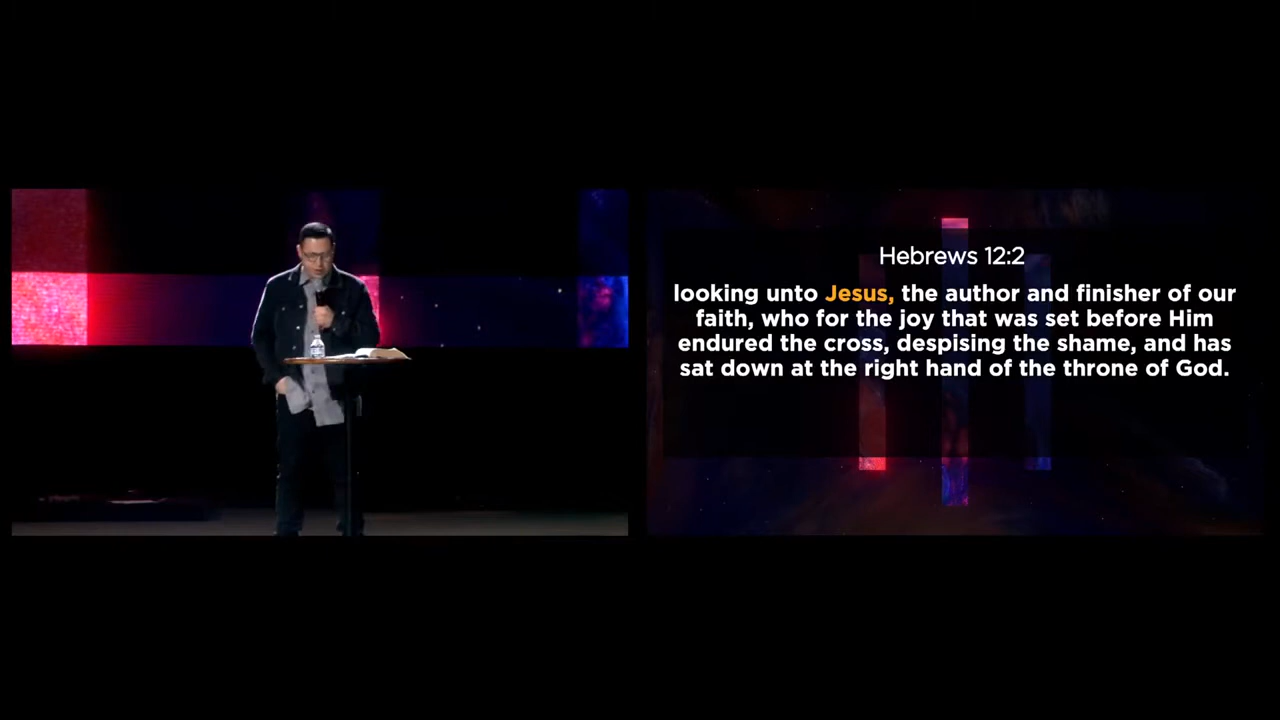 Hebrews 12:2
looking unto Jesus, the author and finisher of our
faith, who for the joy that was set before Him
endured the cross, despising the shame, and has
sat down at the right hand of the throne of God.